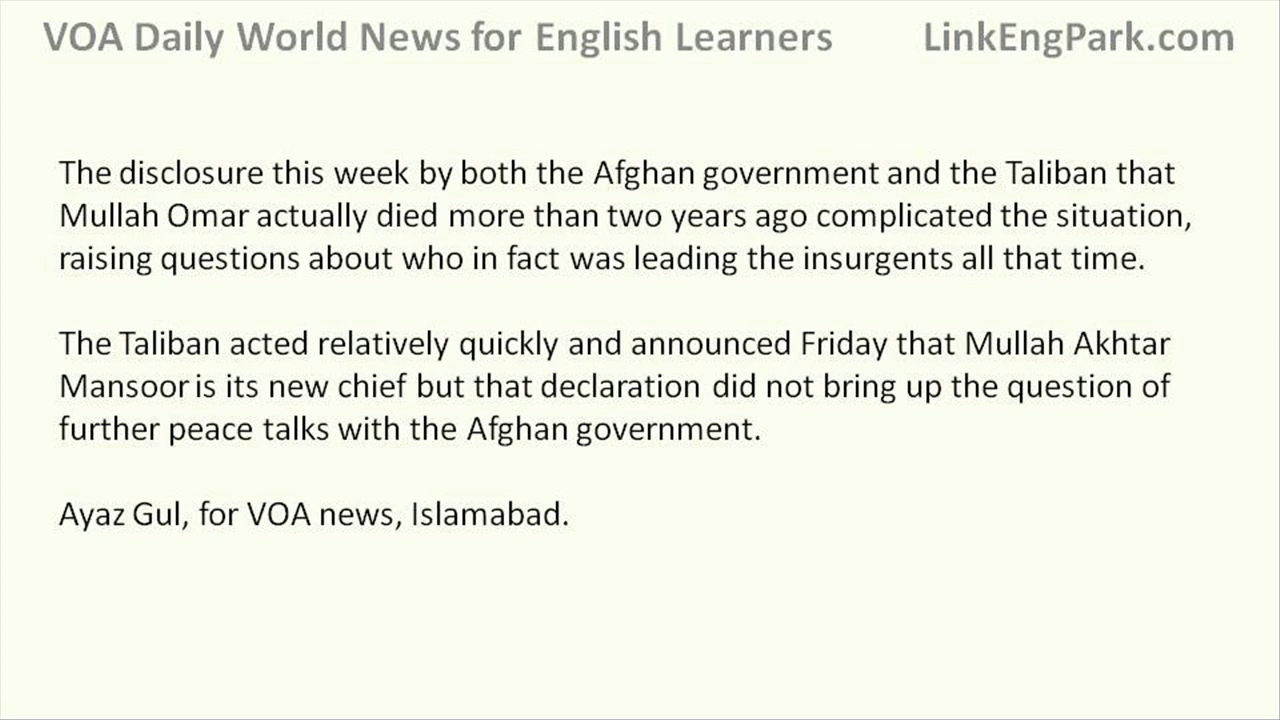 VOA Daily World News for English Learners LinkEngPark.com
The disclosure this week by both the Afghan government and the Taliban that
Mullah Omar actually died more than two years ago complicated the situation,
raising questions about who in fact was leading the insurgents all that time.
The Taliban acted relatively quickly and announced Friday that Mullah Akhtar
Mansoor is its new chief but that declaration did not bring up the question of
further peace talks with the Afghan government.
Ayaz Gul, for VOA news, Islamabad.